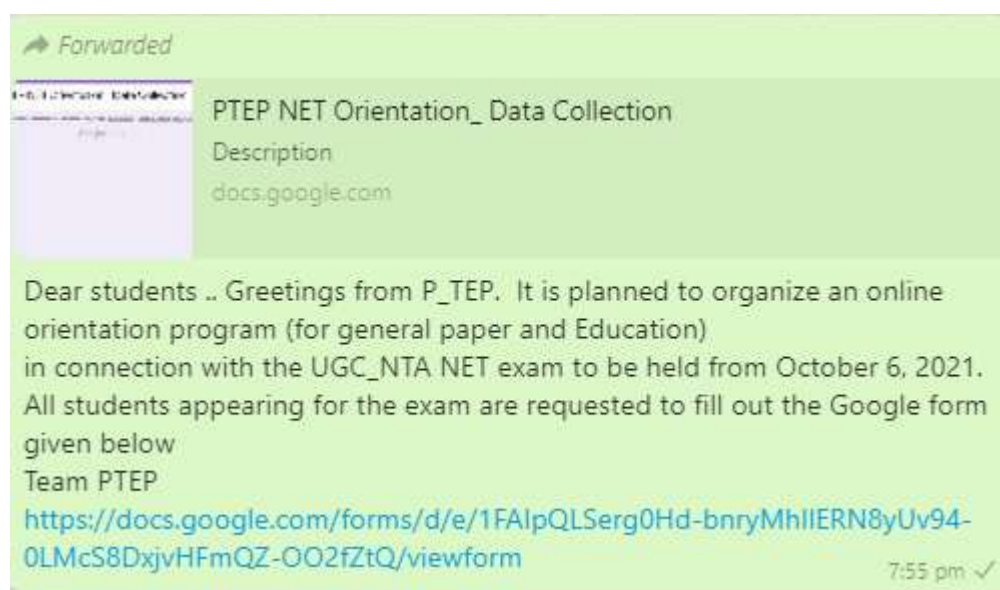 Forwarded
PTEP NET Orientation_ Data Collection
Description
docs.google.com
Dear students .. Greetings from P_TEP.  It is planned to organize an online
orientation program (for general paper and Education)
in connection with the UGC_NTA NET exam to be held from October 6, 2021.
All students appearing for the exam are requested to fill out the Google form
given below
Team PTEP
https://docs.google.com/forms/d/e/1FAIpQLSerg0Hd-bnryMhIIERN8yUv94-
0LMcS8DxjvHFmQZ-OO2fZtQ/viewform
7:55 pm